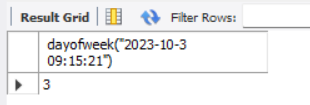 Result Grid Filter Rows:
dayofweek("2023-10-3
09:15:21")
3